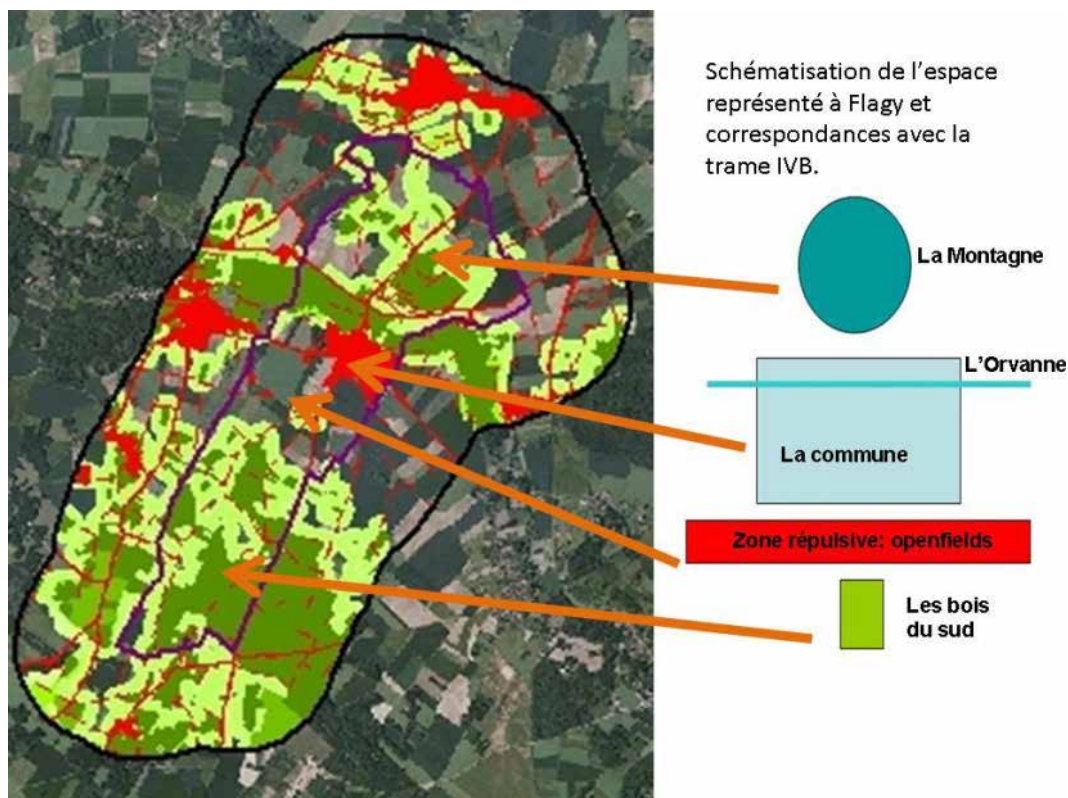 Schématisation de l'espace
représenté à Flagy et
correspondances avec la
trame IVB.
La Montagne
L'Orvanne
La commune
Zone répulsive: openfields
Les bois
du sud